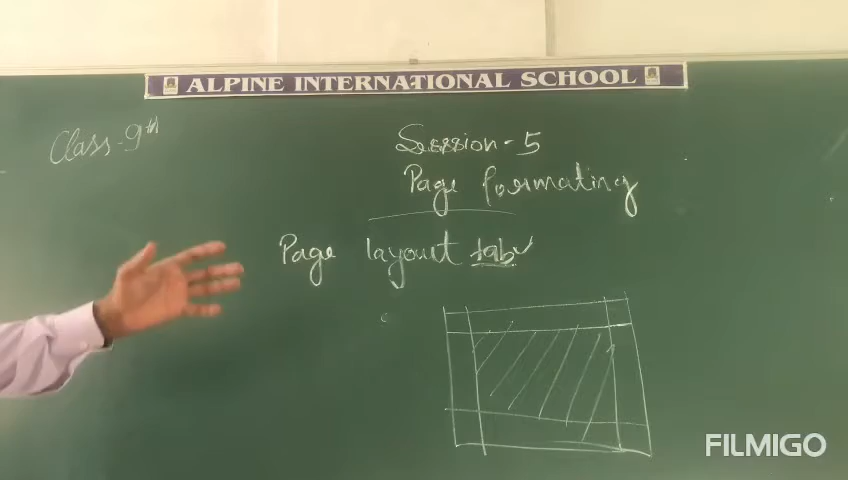 ALPINE INTERNATIONAL SCHOOL
Class-9th
Session-5
Page formating
Page layout tab
FILMIGO